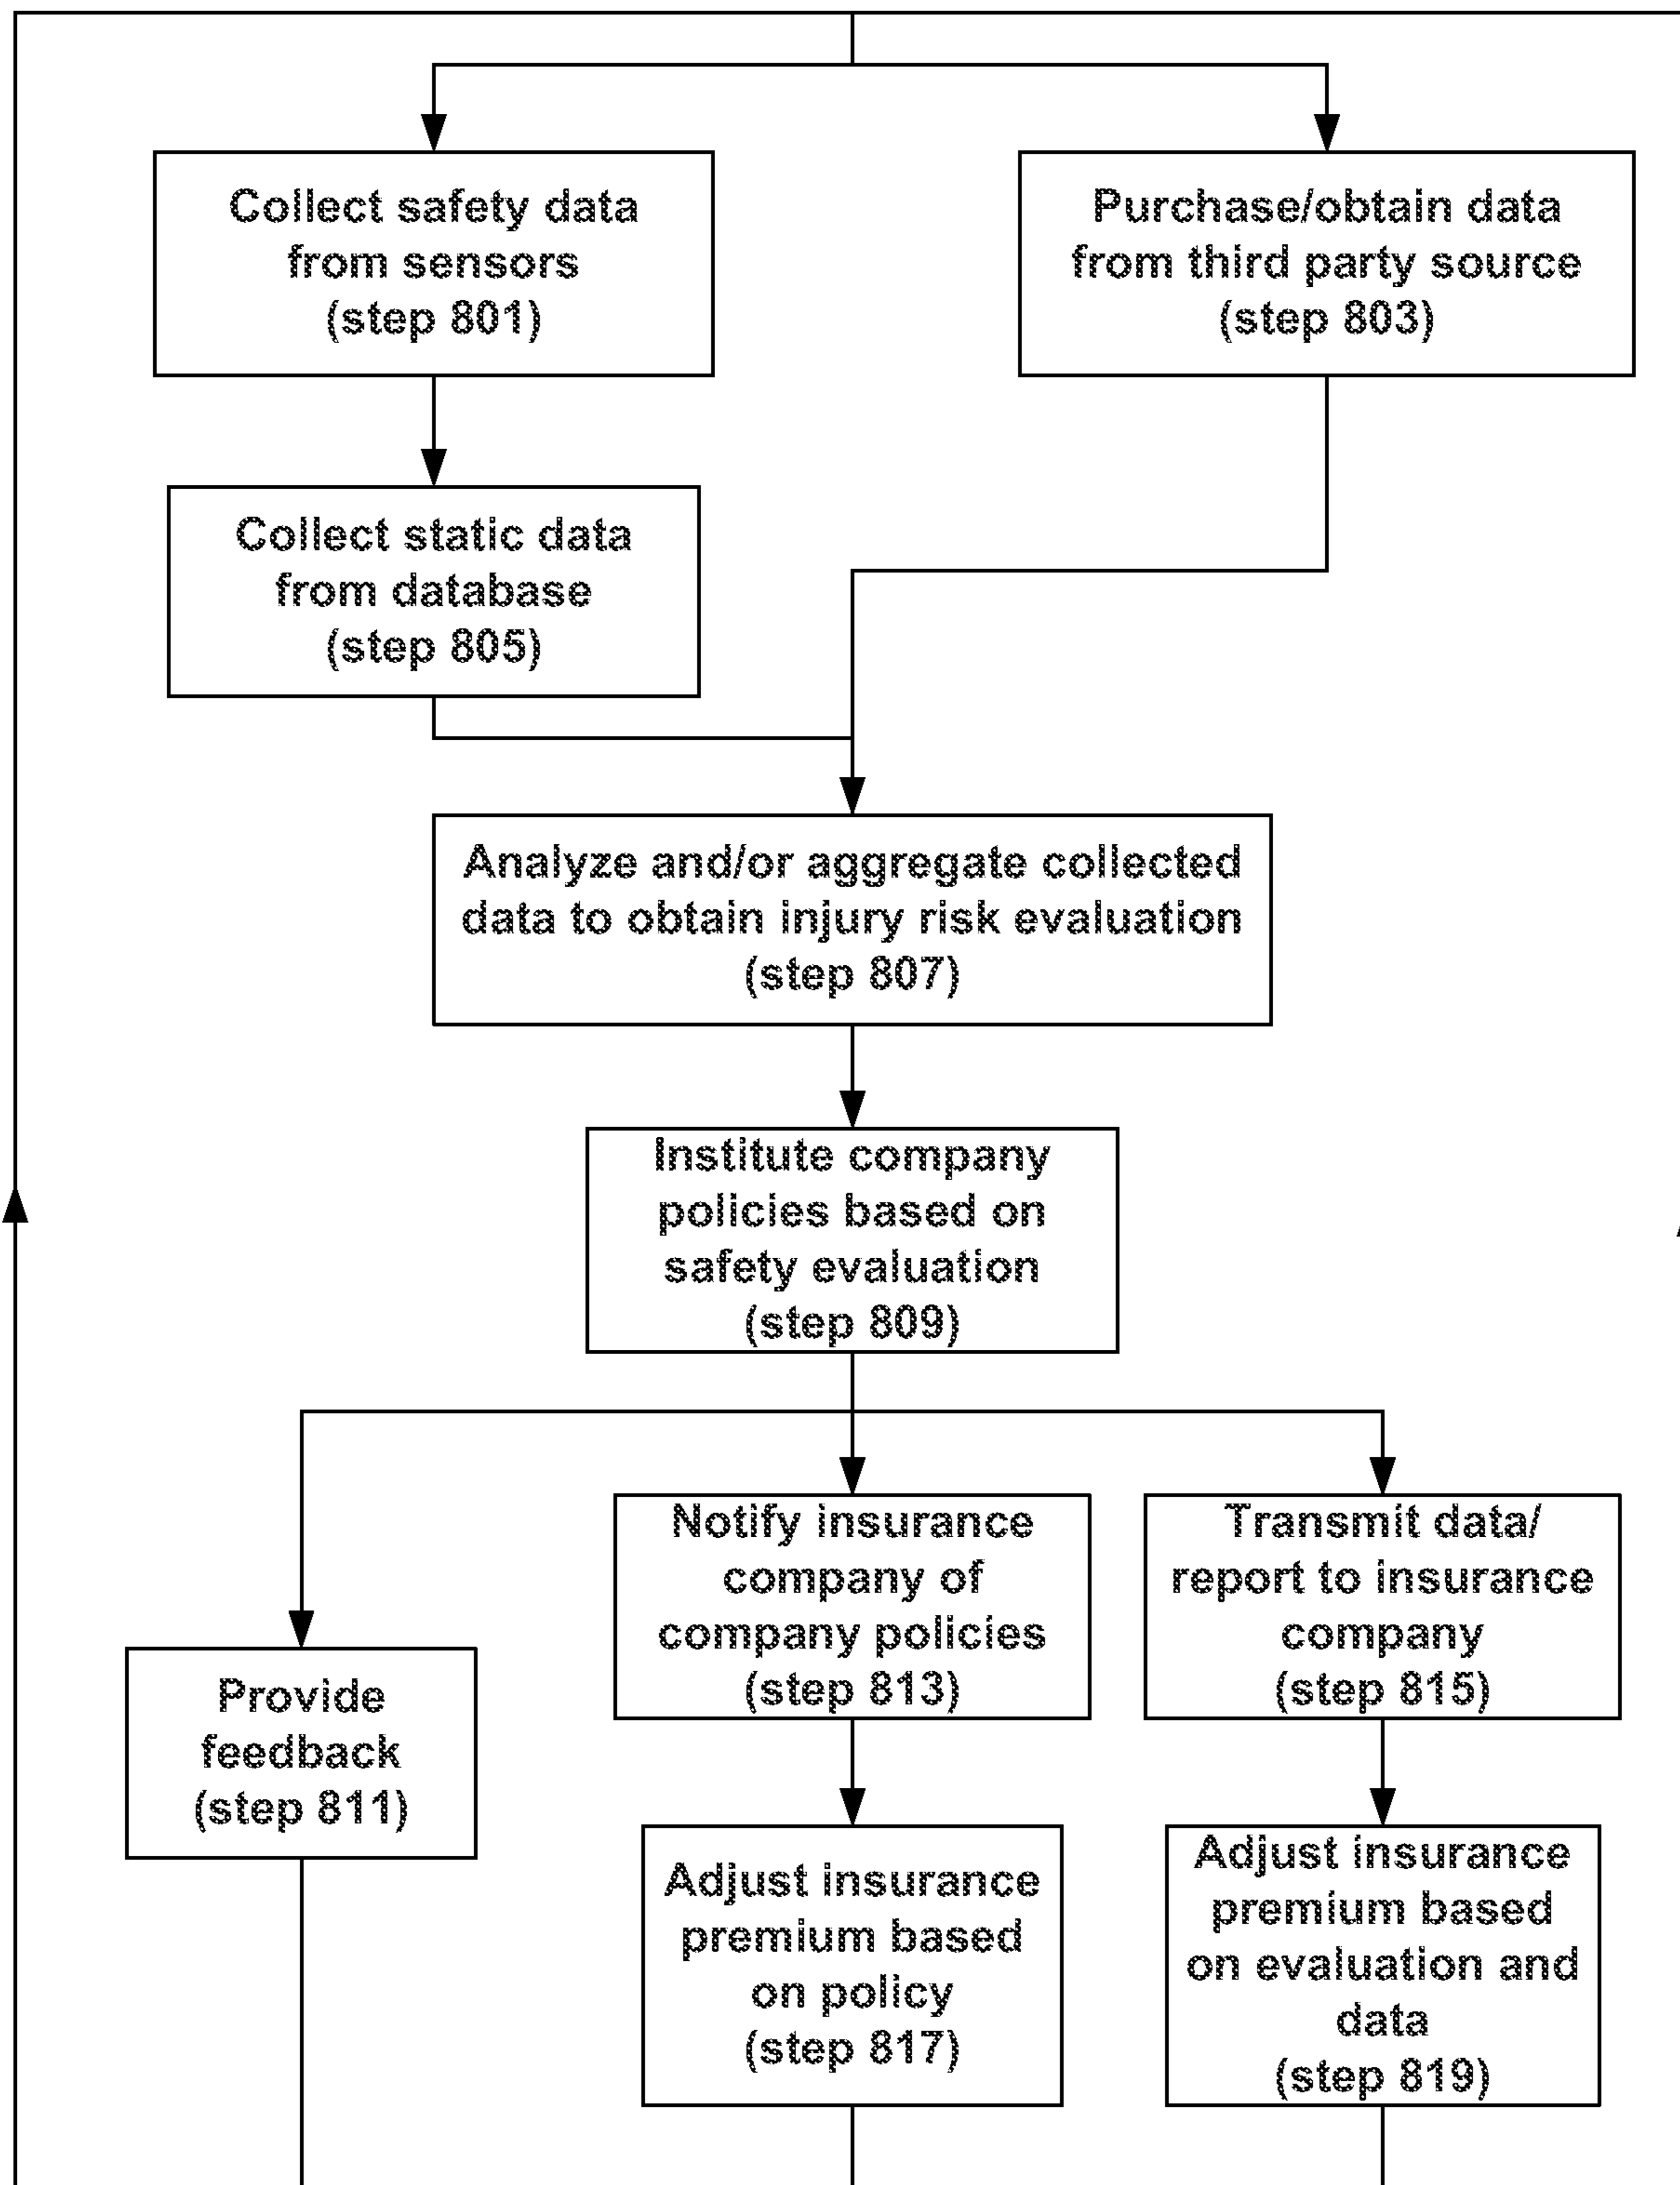 Collect safety data
from sensors
(step 801)
Purchase/obtain data
from third party source
(step 803)
Collect static data
from database
(step 805)
Analyze and/or aggregate collected
data to obtain injury risk evaluation
(step 807)
Institute company
policies based on
safety evaluation
(step 809)
Provide
feedback
(step 811)
Notify insurance
company of
company policies
(step 813)
Transmit data/
report to insurance
company
(step 815)
Adjust insurance
premium based
on policy
(step 817)
Adjust insurance
premium based
on evaluation and
data
(step 819)